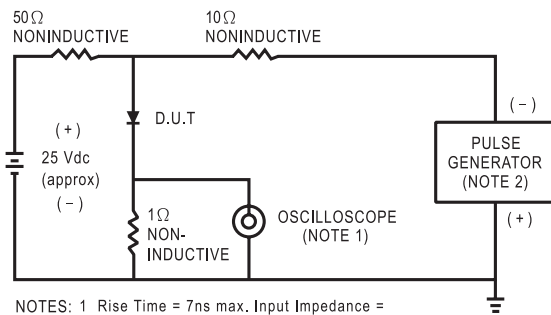 50Ω
NONINDUCTIVE
10Ω
NONINDUCTIVE
(+)
25 Vdc
(approx)
(−)
D.U.T
1Ω
NON-
INDUCTIVE
OSCILLOSCOPE
(NOTE 1)
(−)
PULSE
GENERATOR
(NOTE 2)
(+)
NOTES: 1 Rise Time = 7ns max. Input Impedance =